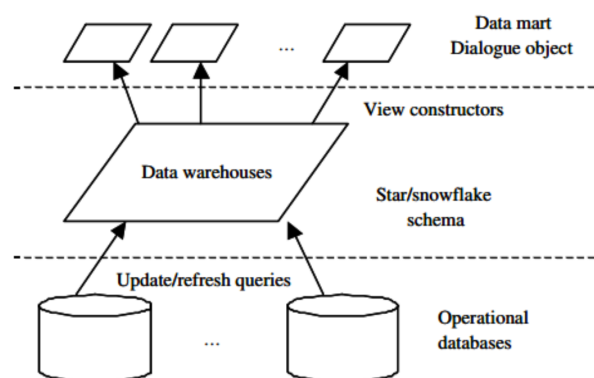 Data mart
Dialogue object
...
View constructors
Data warehouses
Star/snowflake
schema
Update/refresh queries
Operational
databases
...